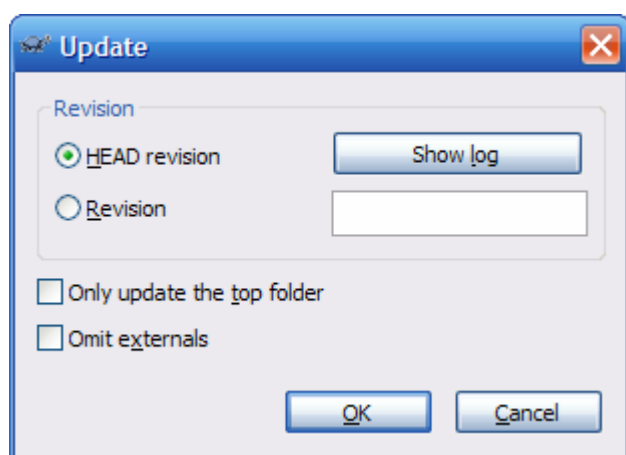 Update
Revision
HEAD revision
Show log
Revision
Only update the top folder
Omit externals
OK
Cancel